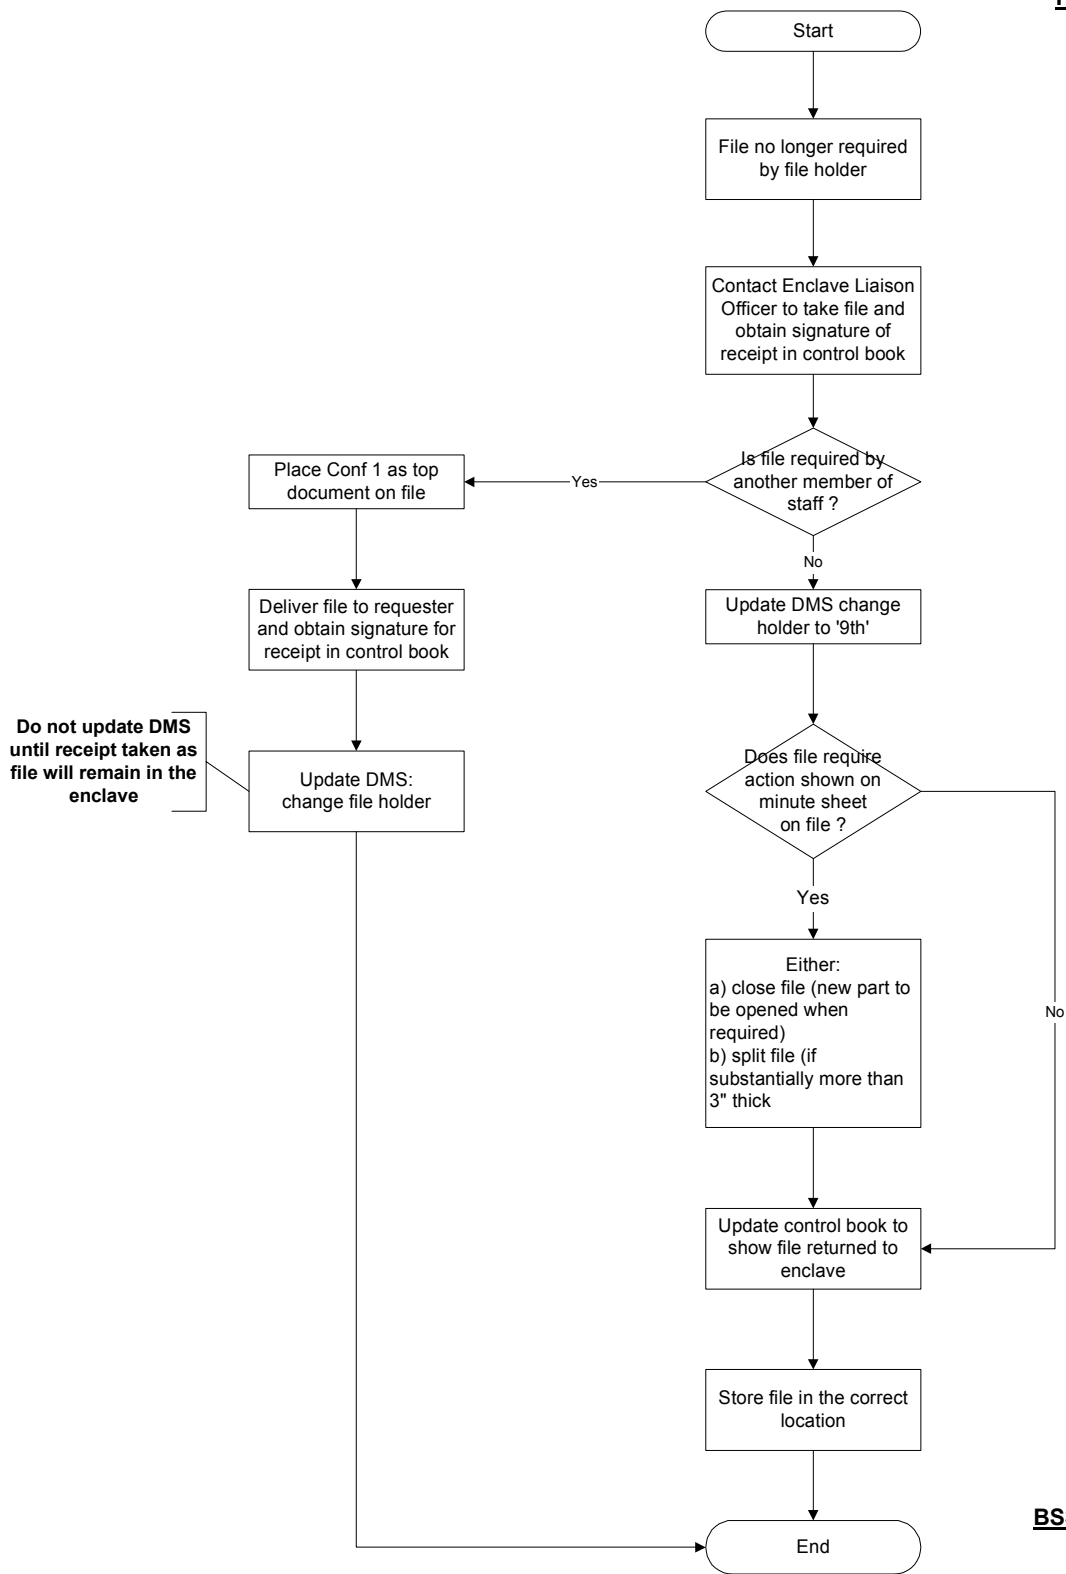 Start
File no longer required
by file holder
Contact Enclave Liaison
Officer to take file and
obtain signature of
receipt in control book
Is file required by
another member of
staff ?
Yes
No
Place Conf 1 as top
document on file
Deliver file to requester
and obtain signature for
receipt in control book
Do not update DMS
until receipt taken as
file will remain in the
enclave
Update DMS:
change file holder
Update DMS change
holder to '9th'
Does file require
action shown on
minute sheet
on file ?
Yes
No
Either:
a) close file (new part to
be opened when
required)
b) split file (if
substantially more than
3" thick
Update control book to
show file returned to
enclave
Store file in the correct
location
BS
End